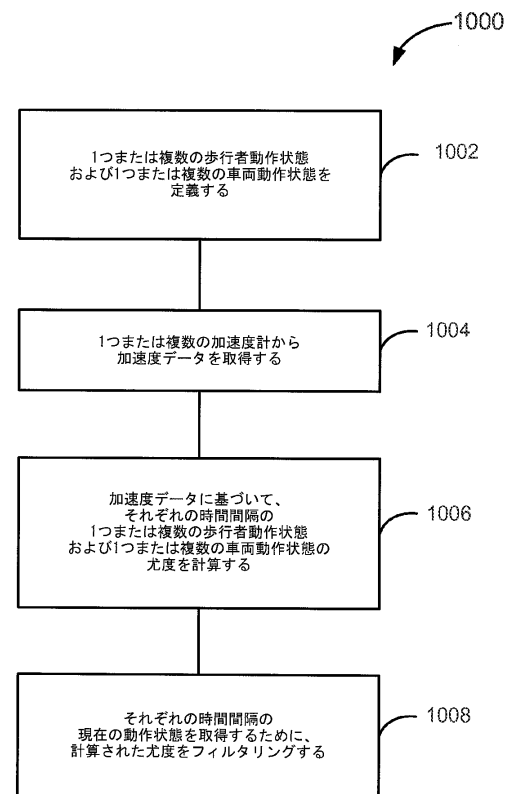 1000
1つまたは複数の歩行者動作状態
および1つまたは複数の車両動作状態を
定義する
1002
1つまたは複数の加速度計から
加速度データを取得する
1004
加速度データに基づいて、
それぞれの時間間隔の
1つまたは複数の歩行者動作状態
および1つまたは複数の車両動作状態の
尤度を計算する
1006
それぞれの時間間隔の
現在の動作状態を取得するために、
計算された尤度をフィルタリングする
1008